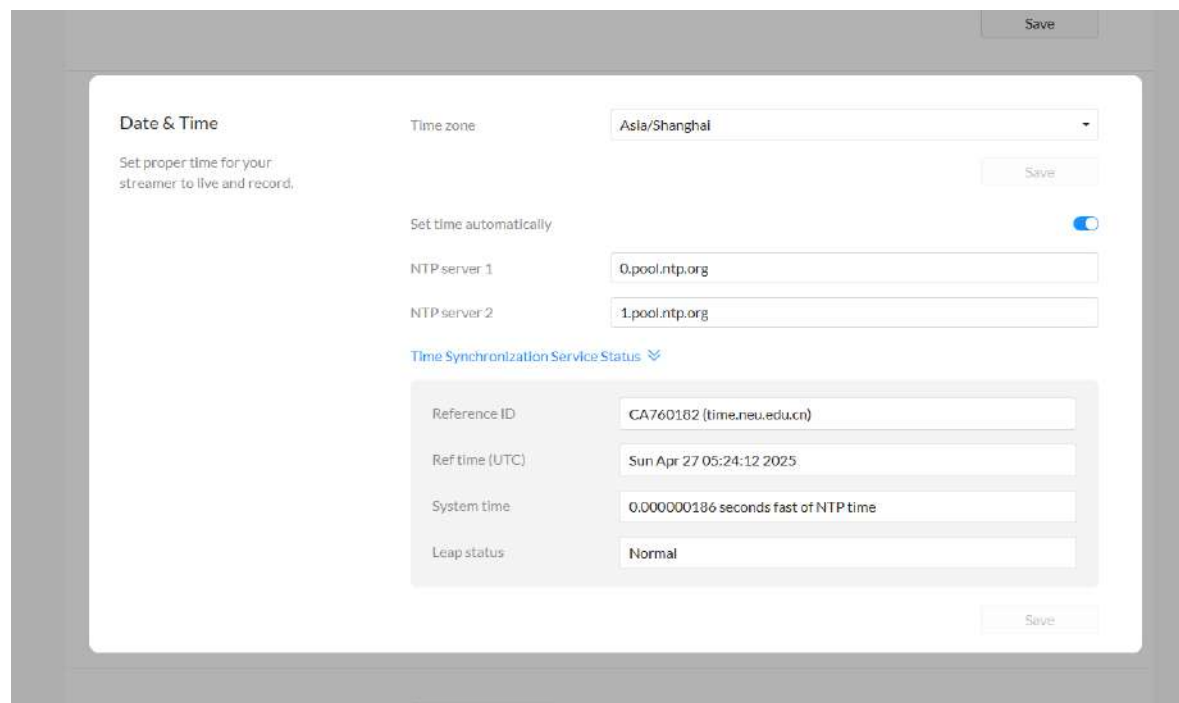 Save
Date & Time
Set proper time for your
streamer to live and record.
Time zone
Asia/Shanghai
Save
Set time automatically
NTP server 1
0.pool.ntp.org
NTP server 2
1.pool.ntp.org
Time Synchronization Service Status
Reference ID
CA760182 (time.neu.edu.cn)
Ref time (UTC)
Sun Apr 27 05:24:12 2025
System time
0.000000186 seconds fast of NTP time
Leap status
Normal
Save